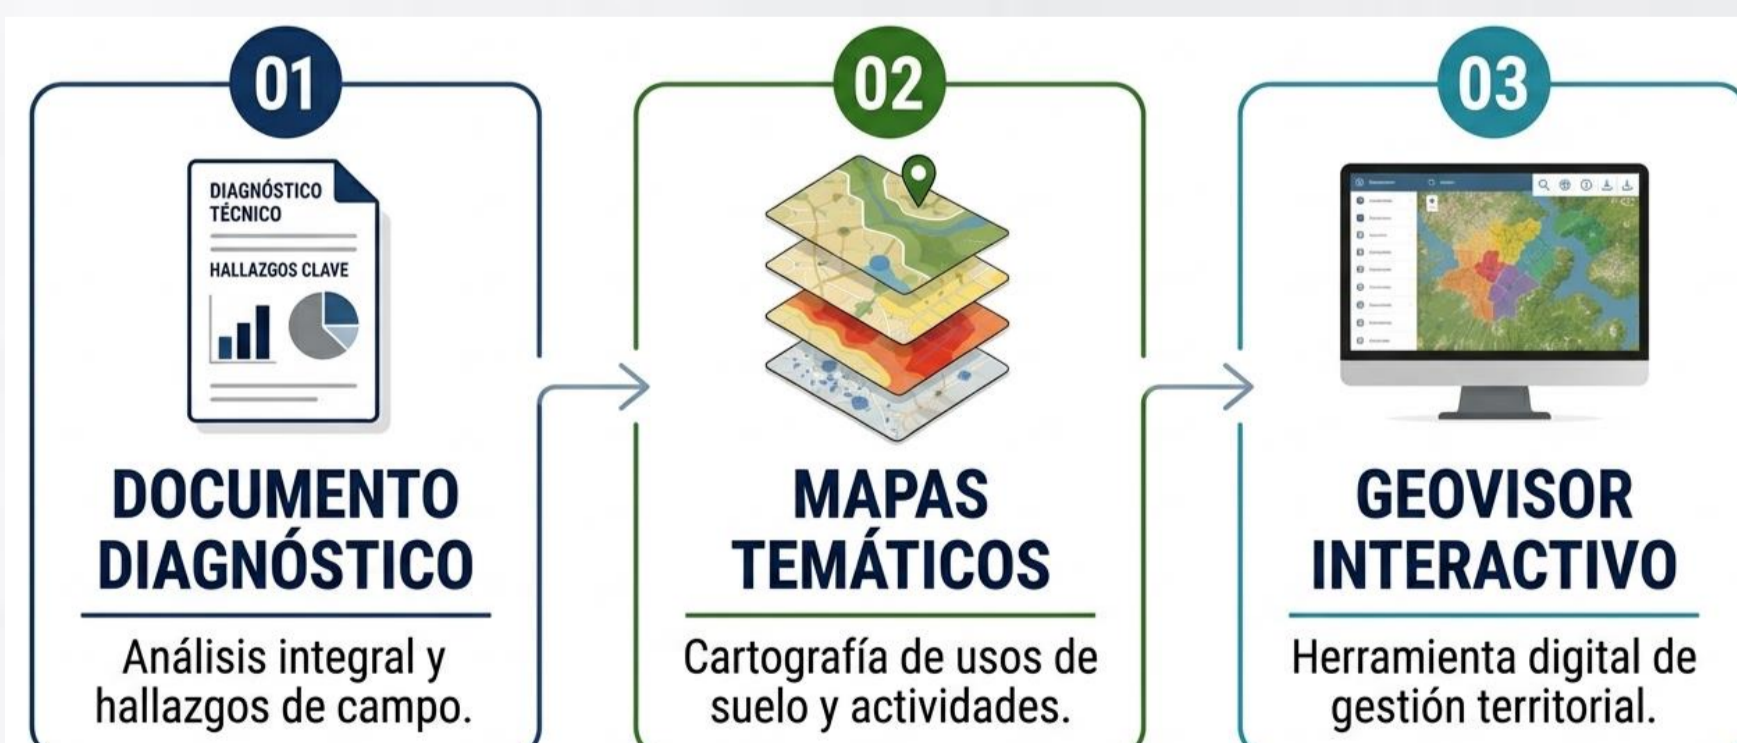 01
DIAGNÓSTICO
TÉCNICO
HALLAZGOS CLAVE
DOCUMENTO
DIAGNÓSTICO
Análisis integral y
hallazgos de campo.
02
MAPAS
TEMÁTICOS
Cartografía de usos de
suelo y actividades.
03
GEOVISOR
INTERACTIVO
Herramienta digital de
gestión territorial.